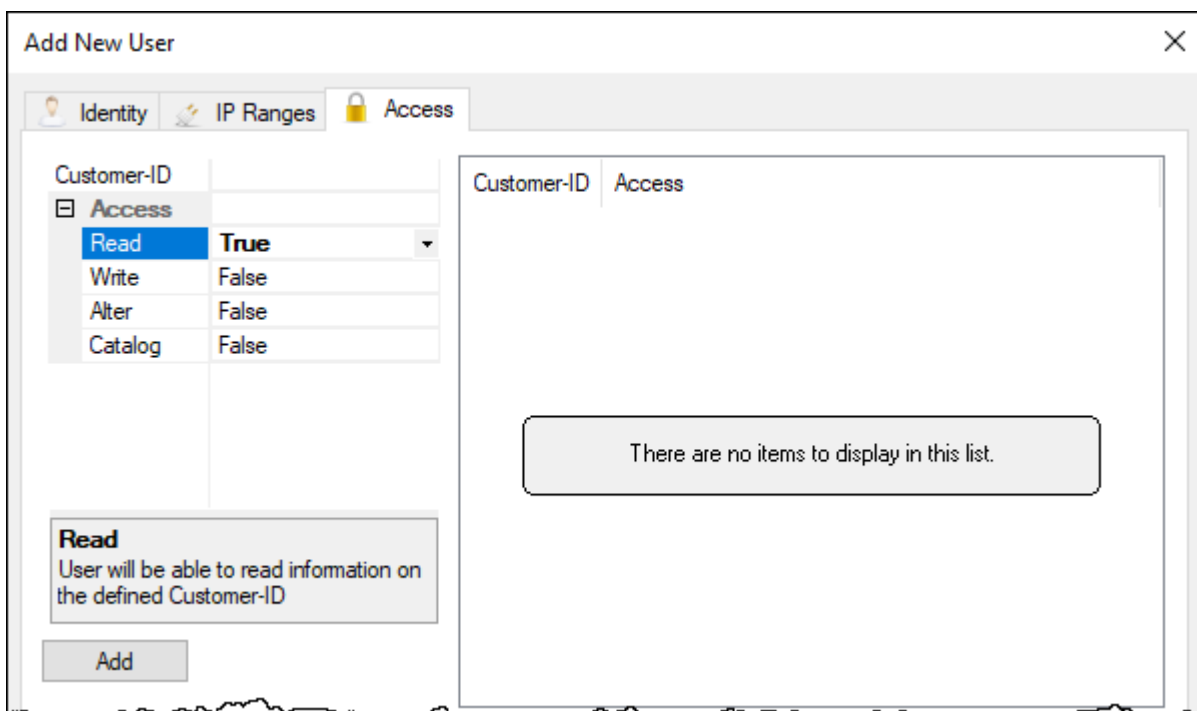 Add New User
Identity IP Ranges Access
Customer-ID
Access
Read True
Write False
Alter False
Catalog False
Read
User will be able to read information on
the defined Customer-ID
Add
Customer-ID Access
There are no items to display in this list.